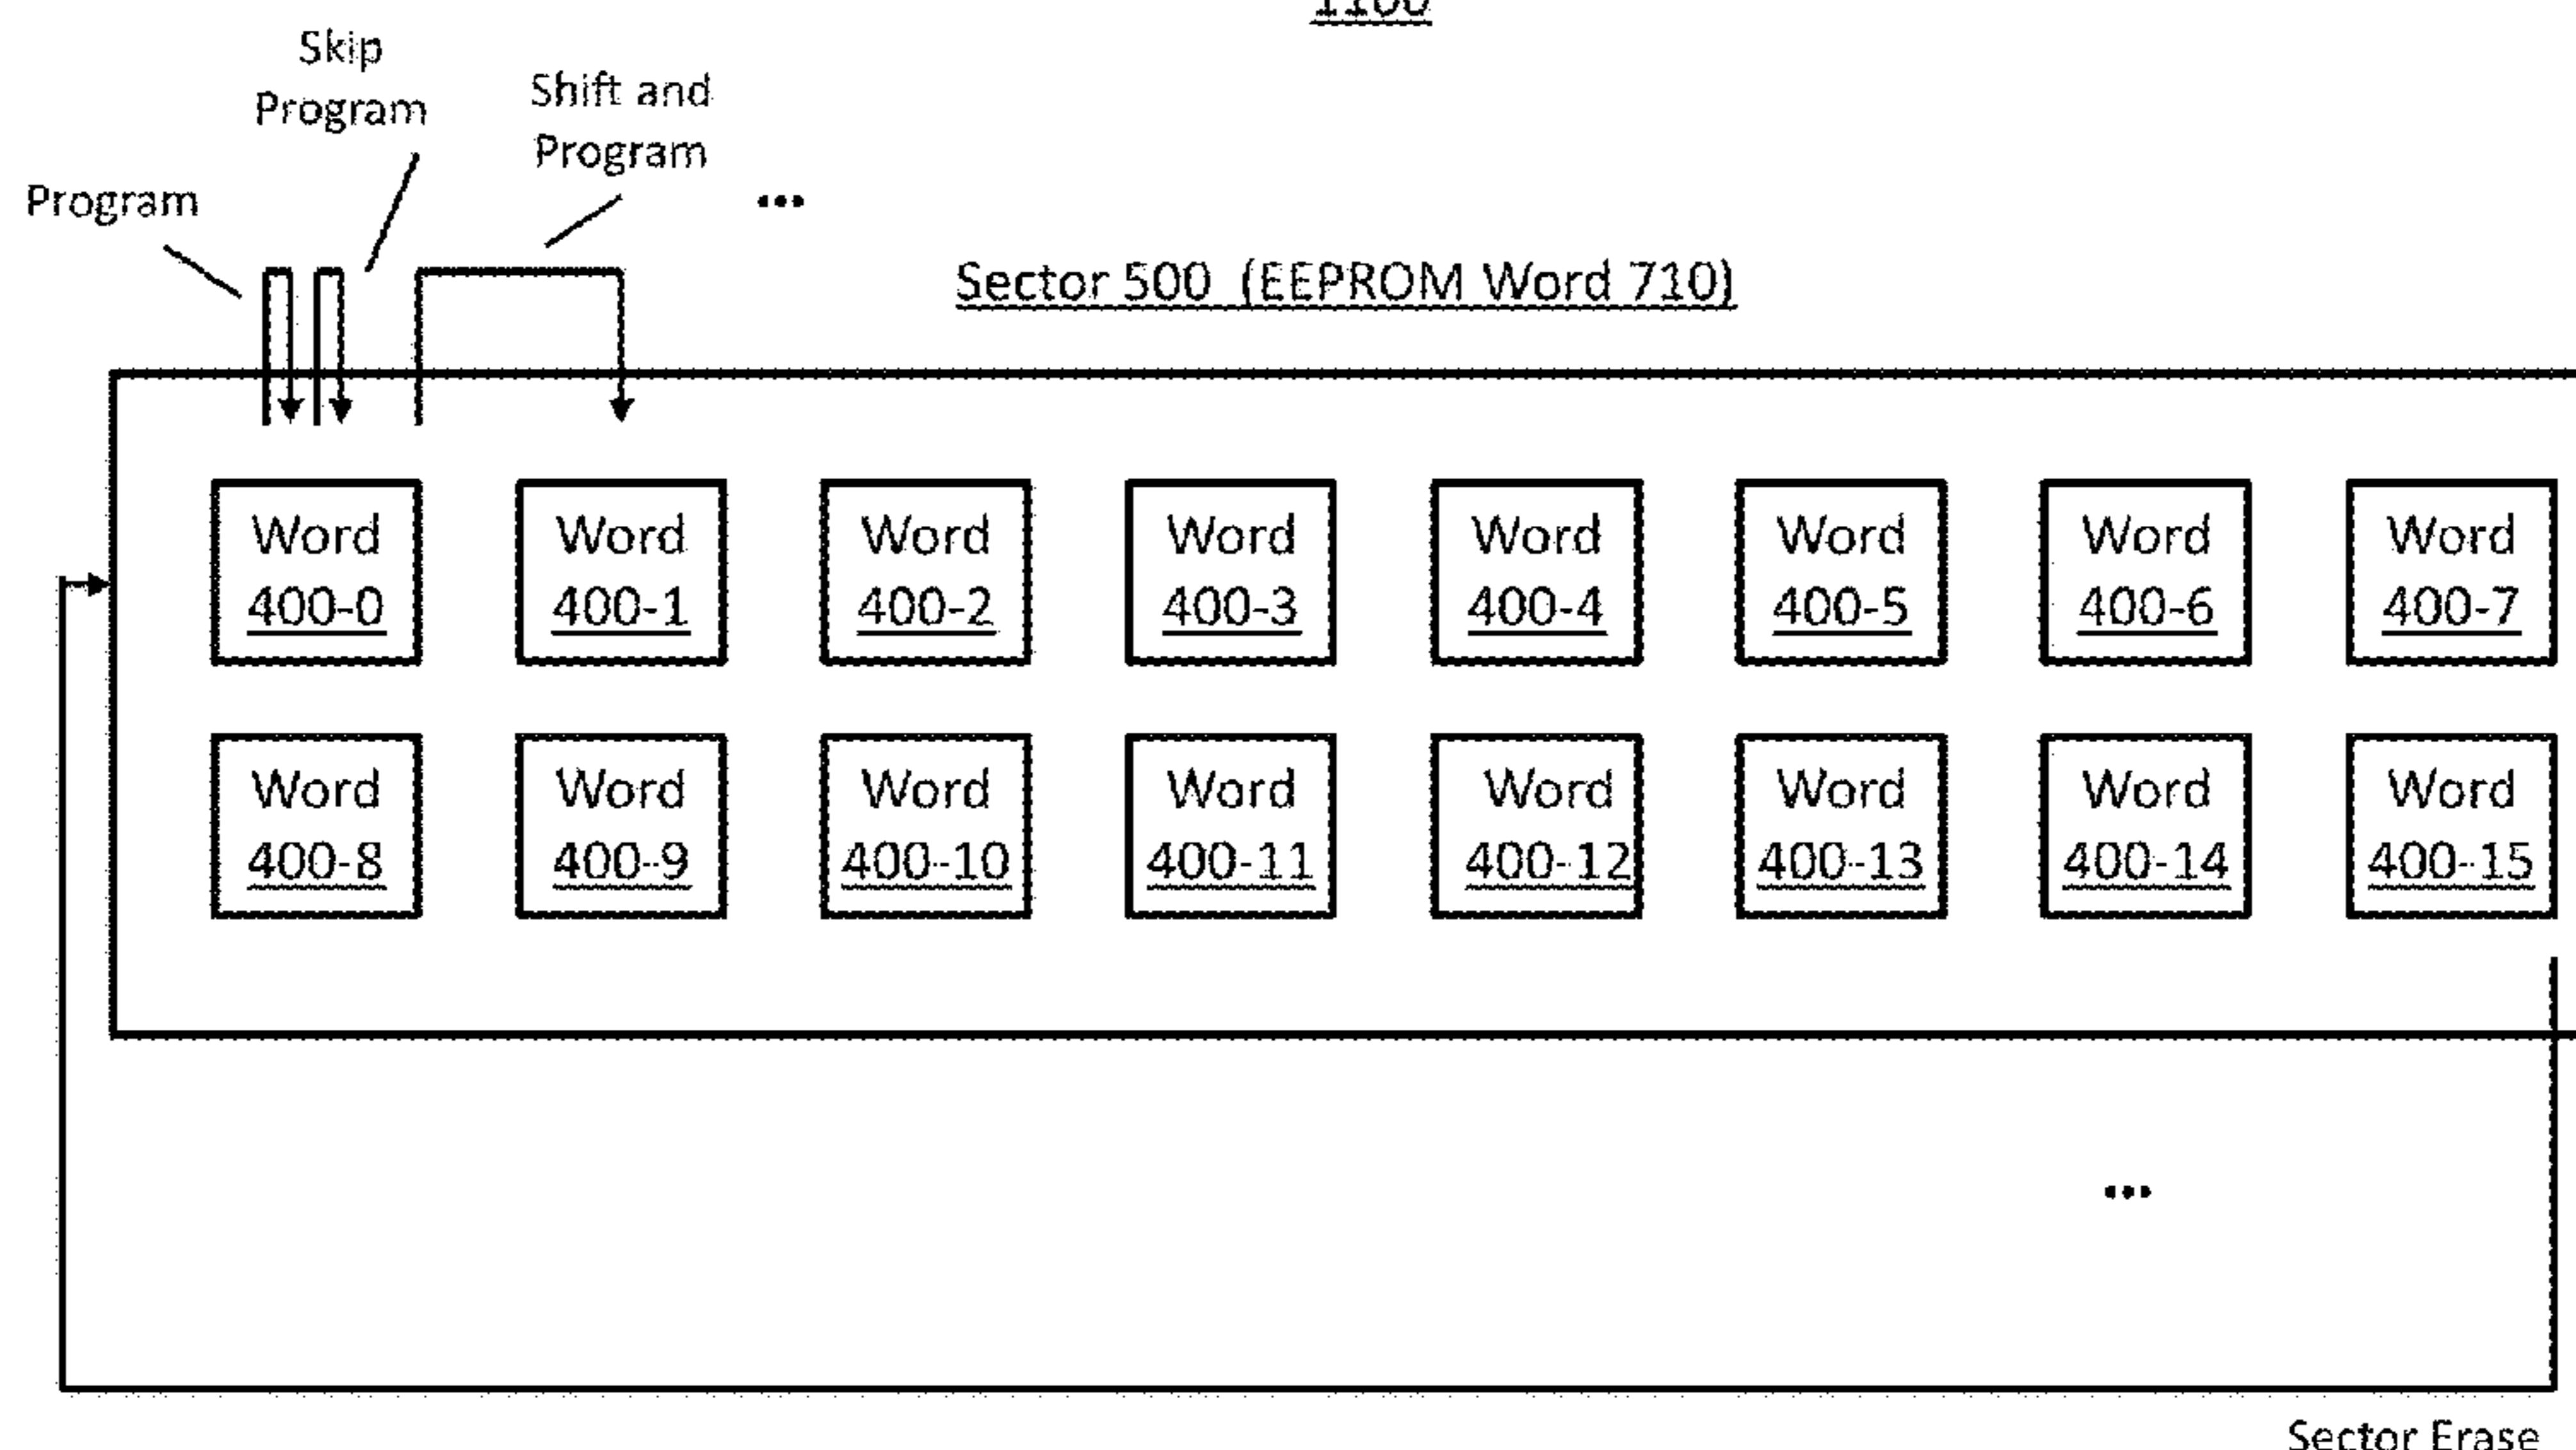 1100
Skip
Program
Shift and
Program
Program
...
Sector 500 (EEPROM Word 710)
Word Word Word Word Word Word Word Word
400-0 400-1 400-2 400-3 400-4 400-5 400-6 400-7
Word Word Word Word Word Word Word Word
400-8 400-9 400-10 400-11 400-12 400-13 400-14 400-15
...
Sector Erase